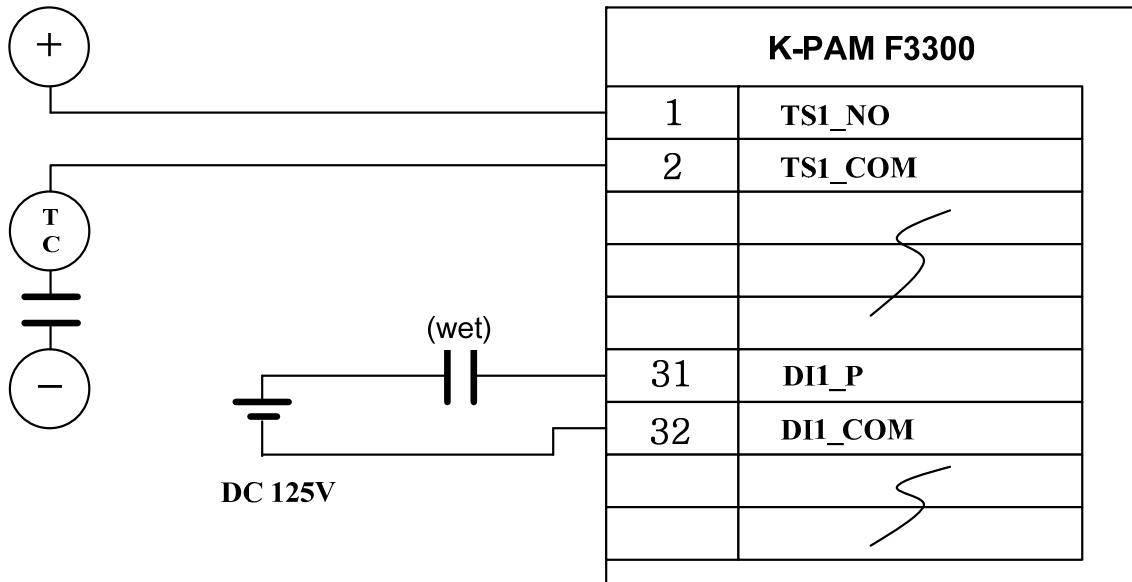 +
K-PAM F3300
1 TS1_NO
2 TS1_COM
T
C
(wet)
31 DI1_P
−
32 DI1_COM
DC 125V